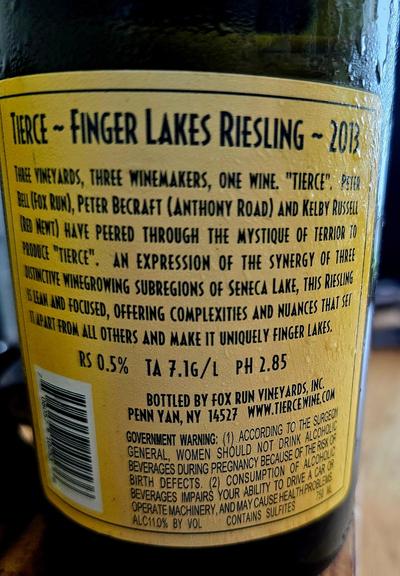 TIERCE ~ FINGER LAKES RIESLING ~ 2013
THREE VINEYARDS, THREE WINEMAKERS, ONE WINE. "TIERCE". PETER
BELL (FOX RUN), PETER BECRAFT (ANTHONY ROAD) AND KELBY RUSSELL
(RED NEWT) HAVE PEERED THROUGH THE MYSTIQUE OF TERROIR TO
PRODUCE "TIERCE". AN EXPRESSION OF THE SYNERGY OF THREE
DISTINCTIVE WINEGROWING SUBREGIONS OF SENECA LAKE, THIS RIESLING
IS LEAN AND FOCUSED, OFFERING COMPLEXITIES AND NUANCES THAT SET
IT APART FROM ALL OTHERS AND MAKE IT UNIQUELY FINGER LAKES.
RS 0.5% TA 7.1G/L PH 2.85
BOTTLED BY FOX RUN VINEYARDS, INC.
PENN YAN, NY 14527 WWW.TIERCEWINE.COM
GOVERNMENT WARNING: (1) ACCORDING TO THE SURGEON
GENERAL, WOMEN SHOULD NOT DRINK ALCOHOLIC
BEVERAGES DURING PREGNANCY BECAUSE OF THE RISK OF
BIRTH DEFECTS. (2) CONSUMPTION OF ALCOHOLIC
BEVERAGES IMPAIRS YOUR ABILITY TO DRIVE A CAR OR
OPERATE MACHINERY, AND MAY CAUSE HEALTH PROBLEMS.
ALC11.0% BY VOL CONTAINS SULFITES 750 ML